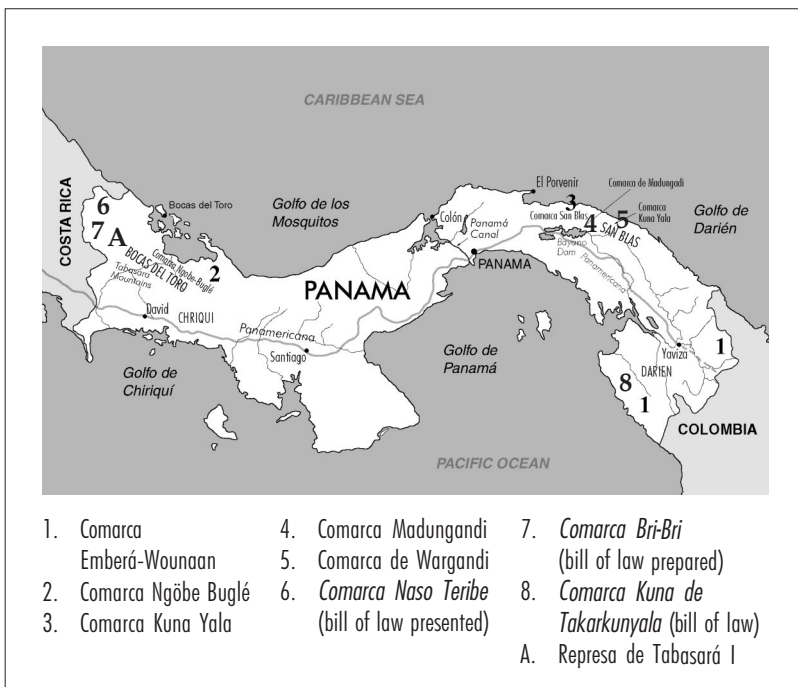 CARIBBEAN SEA
COSTA RICA
6
7 A
Bocas del Toro
Golfo de los
Mosquitos
El Porvenir
Comarca de Madungadi
3
Colón
Comarca San Blas
4
5
Comarca
Kuna Yala
Golfo de
Darién
Panamá
Canal
SAN BLAS
Comarca Ngöbe-Buglé
2
BOCAS DEL TORO
Tabasara
Mountains
Bayano
Dam
PANAMA
PANAMA
Panamericana
David
CHRIQUI
Panamericana
Santiago
Golfo de
Chiriquí
Golfo de
Panamá
Yaviza
1
DARIEN
8
1
COLOMBIA
PACIFIC OCEAN
1. Comarca
Emberá-Wounaan
2. Comarca Ngöbe Buglé
3. Comarca Kuna Yala
4. Comarca Madungandi
5. Comarca de Wargandi
6. Comarca Naso Teribe
(bill of law presented)
7. Comarca Bri-Bri
(bill of law prepared)
8. Comarca Kuna de
Takarkunyala (bill of law)
A. Represa de Tabasará I